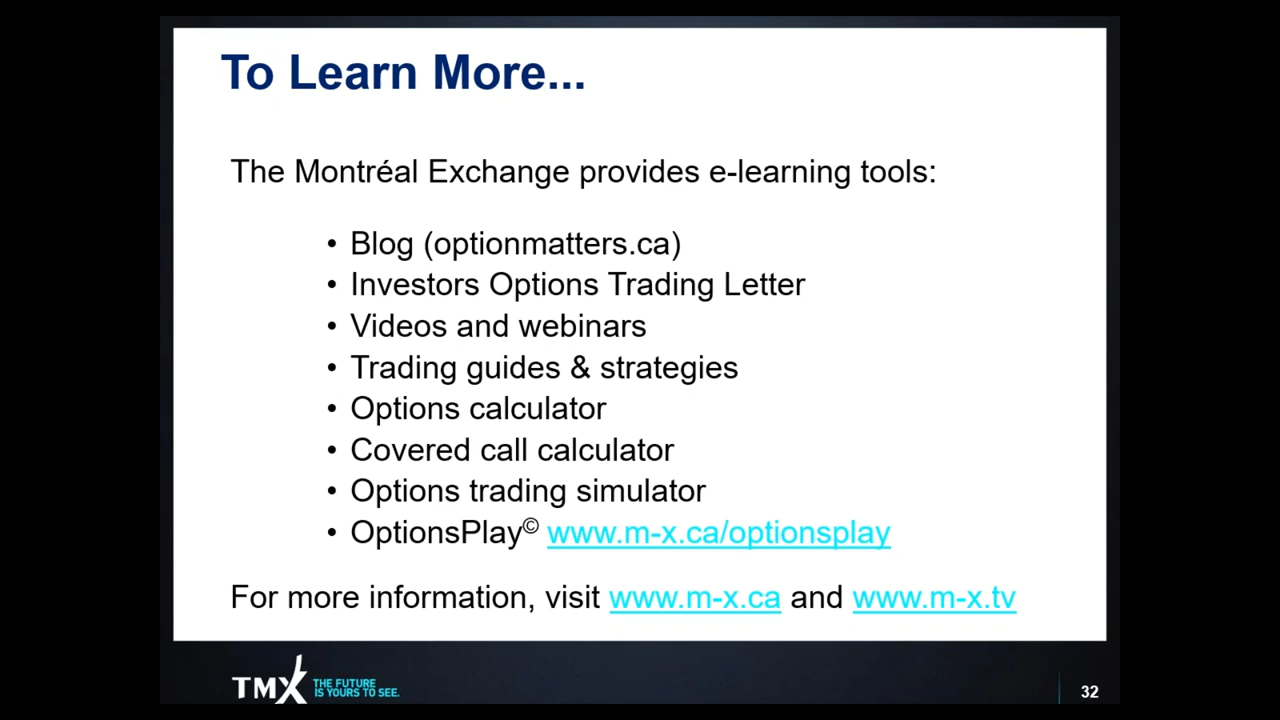 To Learn More...
The Montréal Exchange provides e-learning tools:
• Blog (optionmatters.ca)
• Investors Options Trading Letter
• Videos and webinars
• Trading guides & strategies
• Options calculator
• Covered call calculator
• Options trading simulator
• OptionsPlay© www.m-x.ca/optionsplay
For more information, visit www.m-x.ca and www.m-x.tv
TMX THE FUTURE
IS YOURS TO SEE.
32